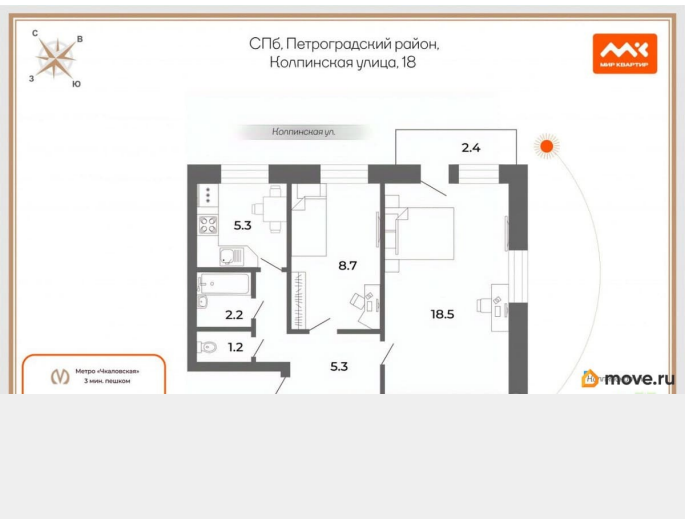 СПб, Петроградский район,
Колпинская улица, 18
С
В
З
Ю
МИР КВАРТИР
Колпинская ул.
2.4
5.3
8.7
18.5
2.2
1.2
5.3
Метро «Чкаловская»
3 мин. пешком
move.ru